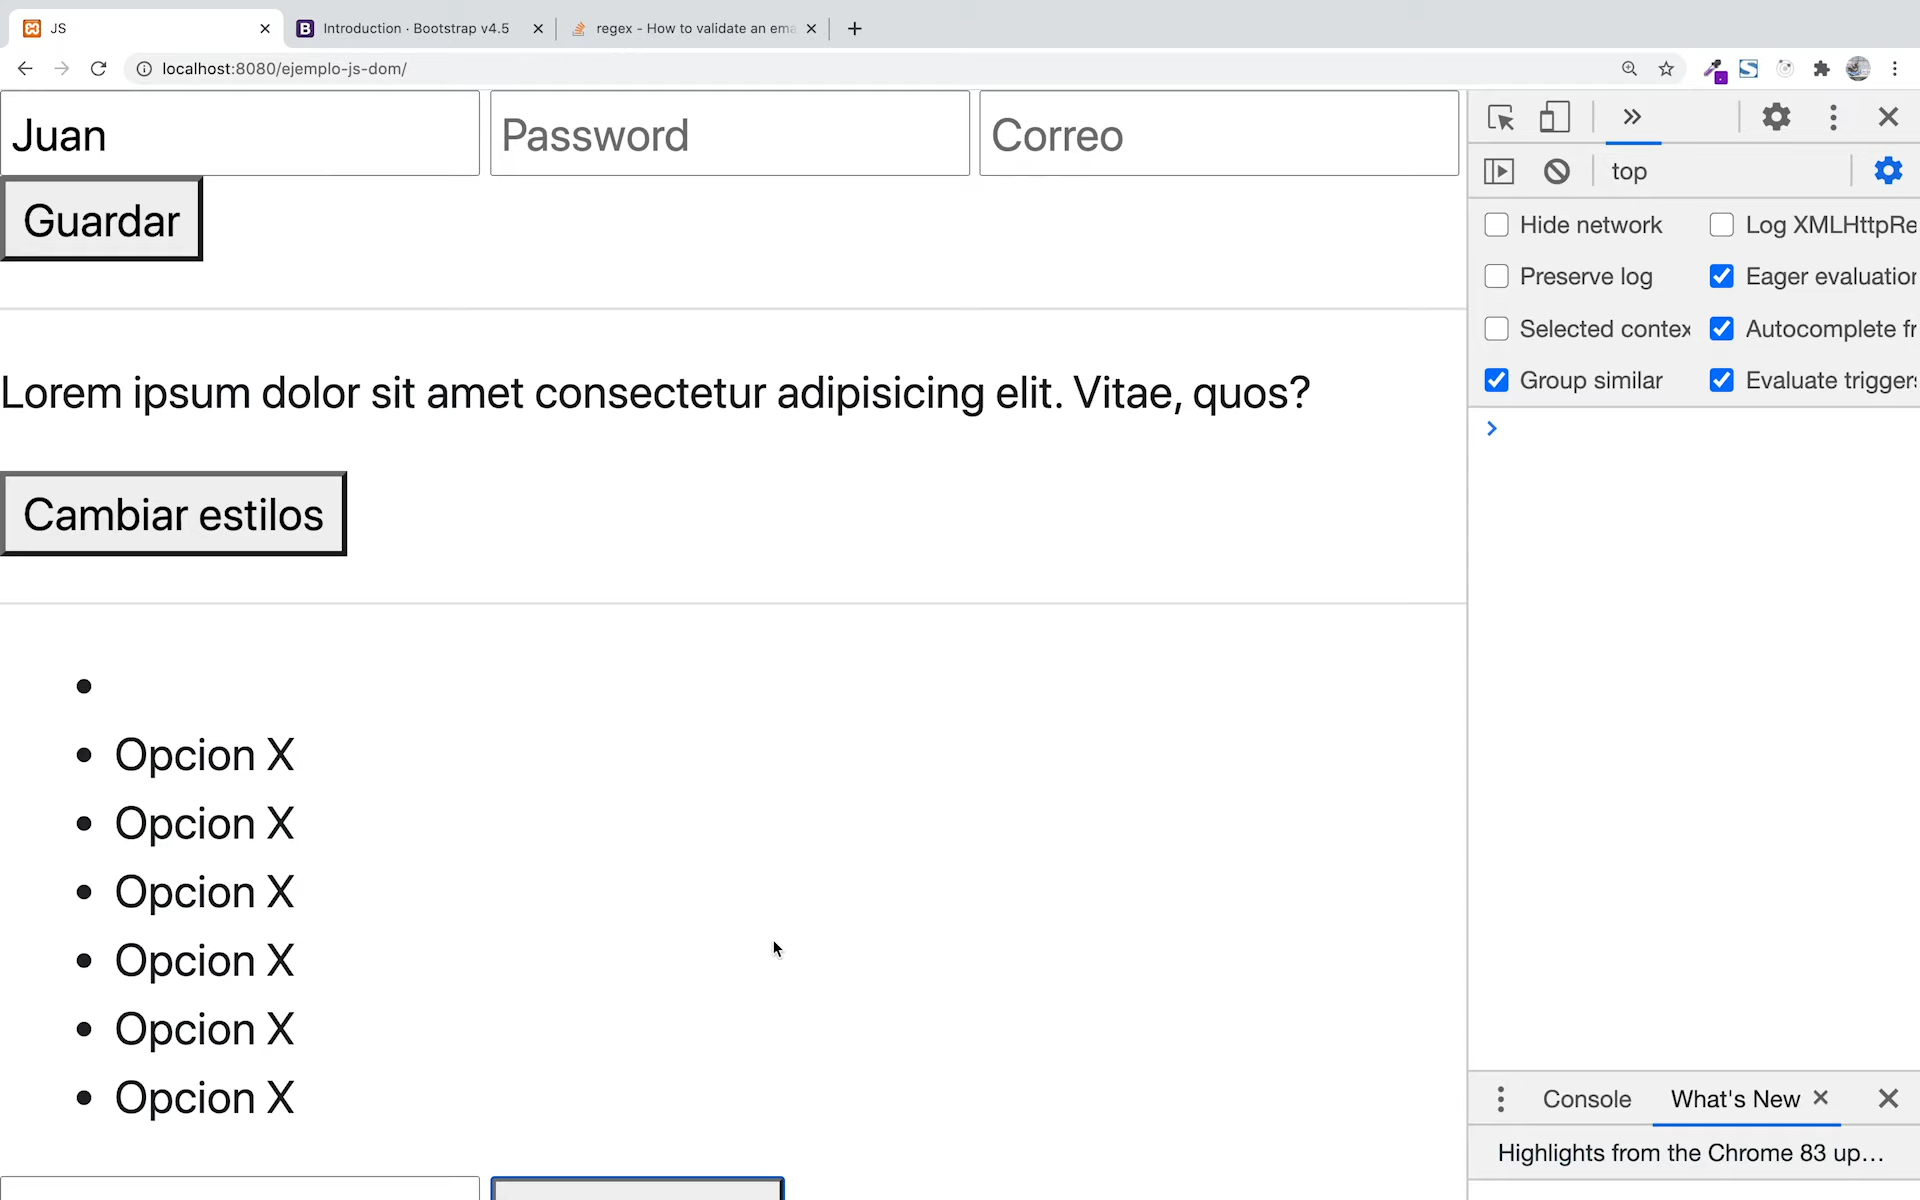 JS
Introduction · Bootstrap v4.5
regex - How to validate an ema
localhost:8080/ejemplo-js-dom/
Juan
Password
Correo
Guardar
Lorem ipsum dolor sit amet consectetur adipisicing elit. Vitae, quos?
Cambiar estilos
Opcion X
Opcion X
Opcion X
Opcion X
Opcion X
Opcion X
top
Hide network
Log XMLHttpRe
Preserve log
Eager evaluation
Selected contex
Autocomplete fr
Group similar
Evaluate triggers
Console
What's New
Highlights from the Chrome 83 up…